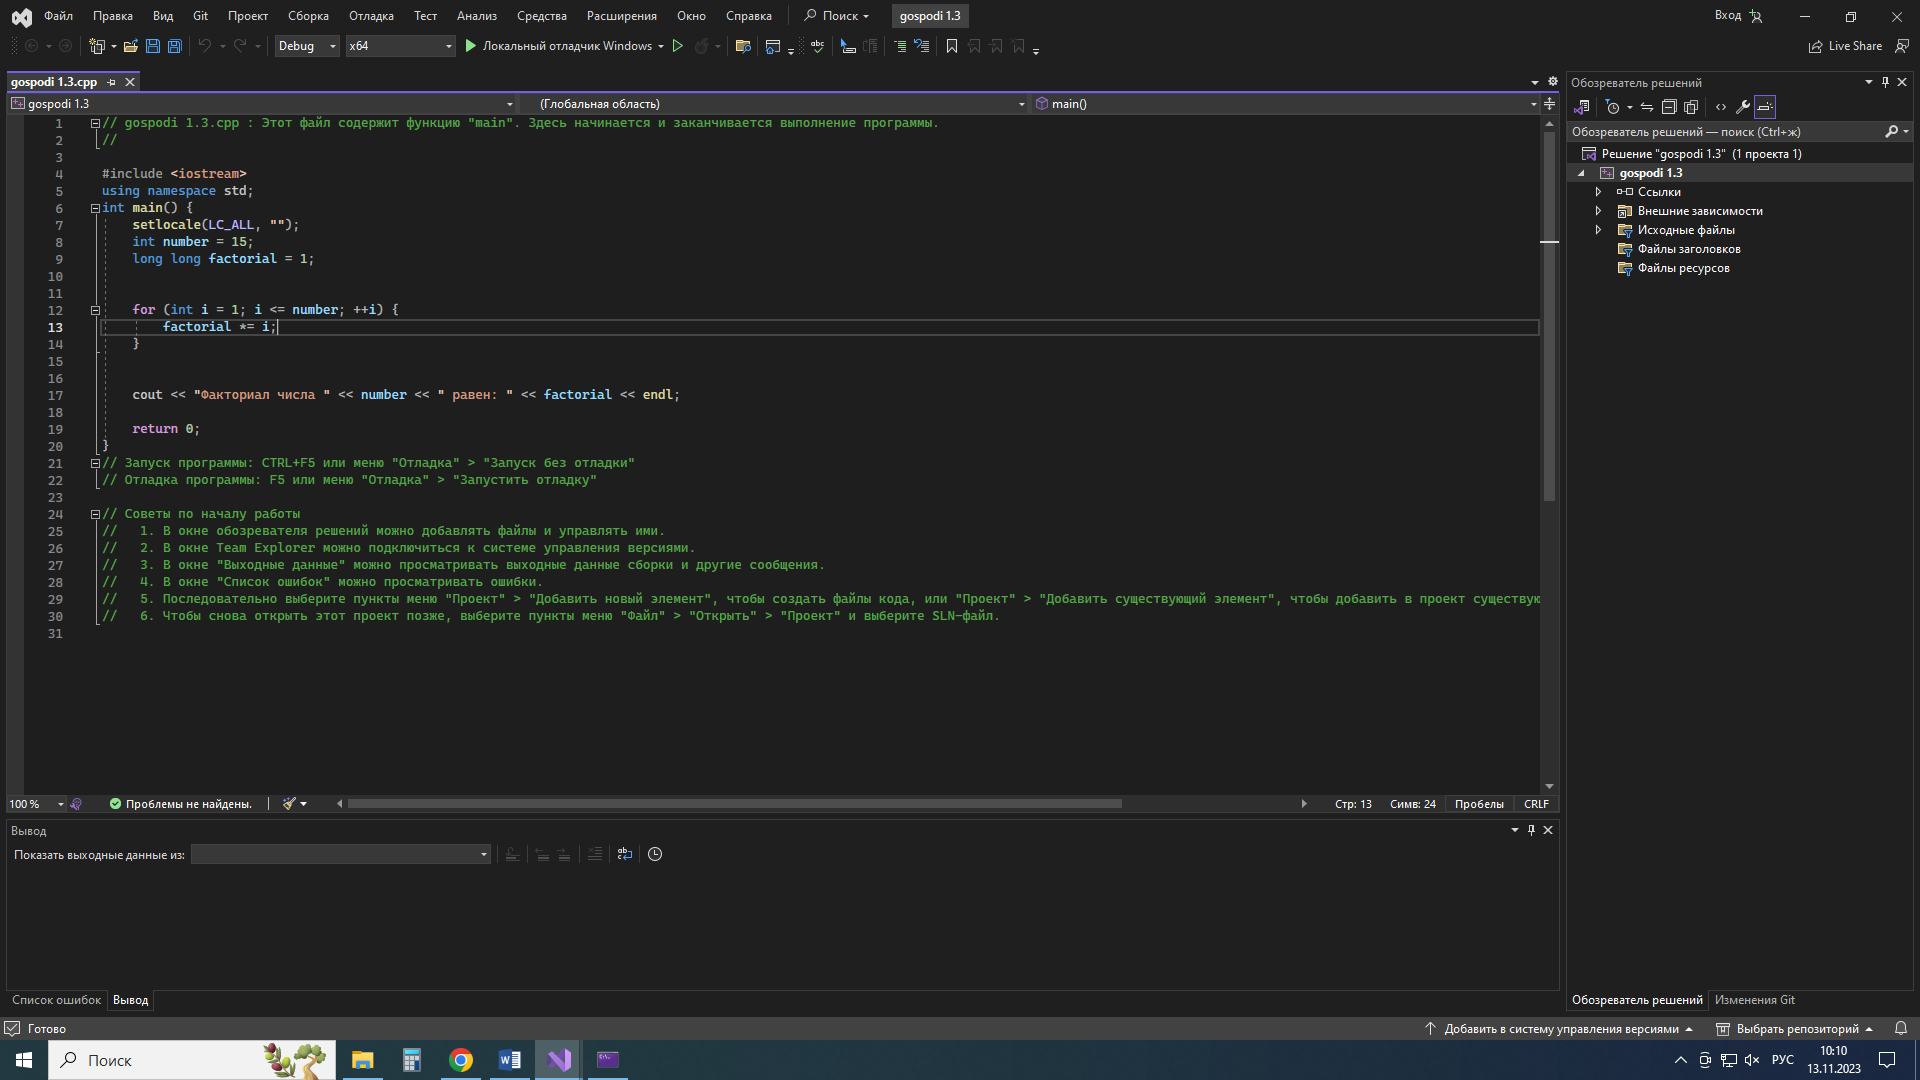 Файл Правка Вид Git Проект Сборка Отладка Тест Анализ Средства Расширения Окно Справка Поиск gospodi 1.3 Вход
Debug x64 Локальный отладчик Windows Live Share
gospodi 1.3.cpp
gospodi 1.3 (Глобальная область) main()
1 // gospodi 1.3.cpp : Этот файл содержит функцию "main". Здесь начинается и заканчивается выполнение программы.
2 //
3
4 #include <iostream>
5 using namespace std;
6 int main() {
7 setlocale(LC_ALL, "");
8 int number = 15;
9 long long factorial = 1;
10
11
12 for (int i = 1; i <= number; ++i) {
13 factorial *= i;
14 }
15
16
17 cout << "Факториал числа " << number << " равен: " << factorial << endl;
18
19 return 0;
20 }
21 // Запуск программы: CTRL+F5 или меню "Отладка" > "Запуск без отладки"
22 // Отладка программы: F5 или меню "Отладка" > "Запустить отладку"
23
24 // Советы по началу работы
25 // 1. В окне обозревателя решений можно добавлять файлы и управлять ими.
26 // 2. В окне Team Explorer можно подключиться к системе управления версиями.
27 // 3. В окне "Выходные данные" можно просматривать выходные данные сборки и другие сообщения.
28 // 4. В окне "Список ошибок" можно просматривать ошибки.
29 // 5. Последовательно выберите пункты меню "Проект" > "Добавить новый элемент", чтобы создать файлы кода, или "Проект" > "Добавить существующий элемент", чтобы добавить в проект существую
30 // 6. Чтобы снова открыть этот проект позже, выберите пункты меню "Файл" > "Открыть" > "Проект" и выберите SLN-файл.
31
100 % Проблемы не найдены. Стр: 13 Симв: 24 Пробелы CRLF
Вывод
Показать выходные данные из:
Список ошибок Вывод
Обозреватель решений
Обозреватель решений — поиск (Ctrl+ж)
Решение "gospodi 1.3" (1 проекта 1)
gospodi 1.3
Ссылки
Внешние зависимости
Исходные файлы
Файлы заголовков
Файлы ресурсов
Обозреватель решений Изменения Git
Готово Добавить в систему управления версиями Выбрать репозиторий
Поиск РУС 10:10
13.11.2023